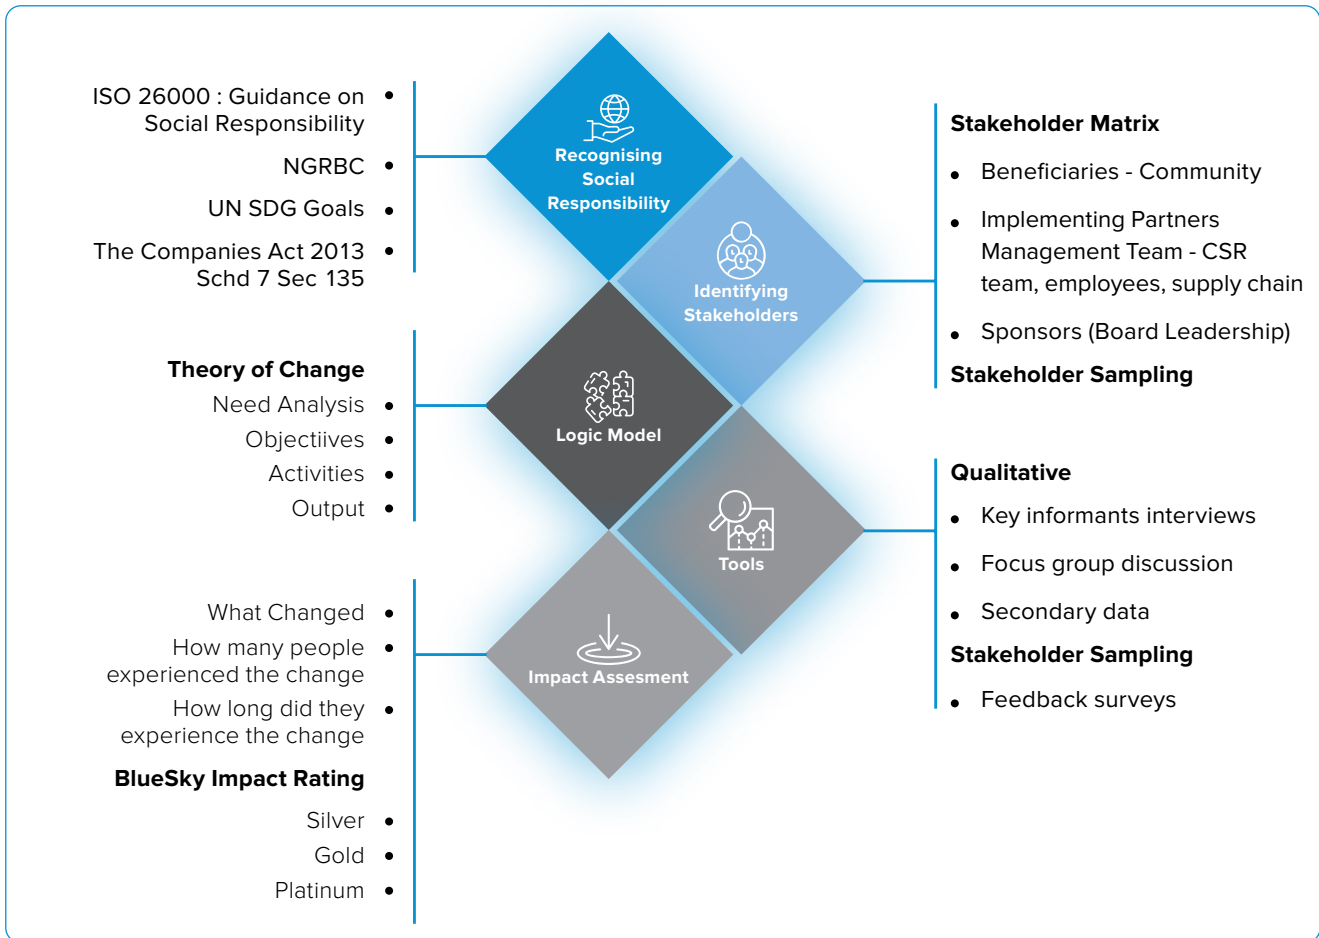 ISO 26000 : Guidance on
Social Responsibility
NGRBC
UN SDG Goals
The Companies Act 2013
Schd 7 Sec 135
Recognising
Social
Responsibility
Stakeholder Matrix
Beneficiaries - Community
Implementing Partners
Management Team - CSR
team, employees, supply chain
Sponsors (Board Leadership)
Stakeholder Sampling
Identifying
Stakeholders
Theory of Change
Need Analysis
Objectiives
Activities
Output
Logic Model
Qualitative
Key informants interviews
Focus group discussion
Secondary data
Stakeholder Sampling
Feedback surveys
Tools
What Changed
How many people
experienced the change
How long did they
experience the change
BlueSky Impact Rating
Silver
Gold
Platinum
Impact Assesment